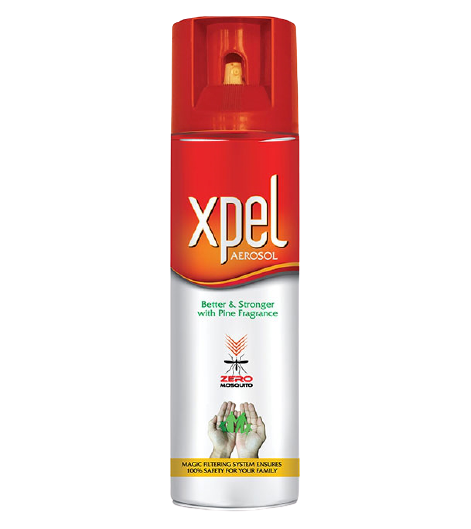 xpel
AEROSOL
Better & Stronger
with Pine Fragrance
ZERO
MOSQUITO
MAGIC FILTERING SYSTEM ENSURES
100% SAFETY FOR YOUR FAMILY